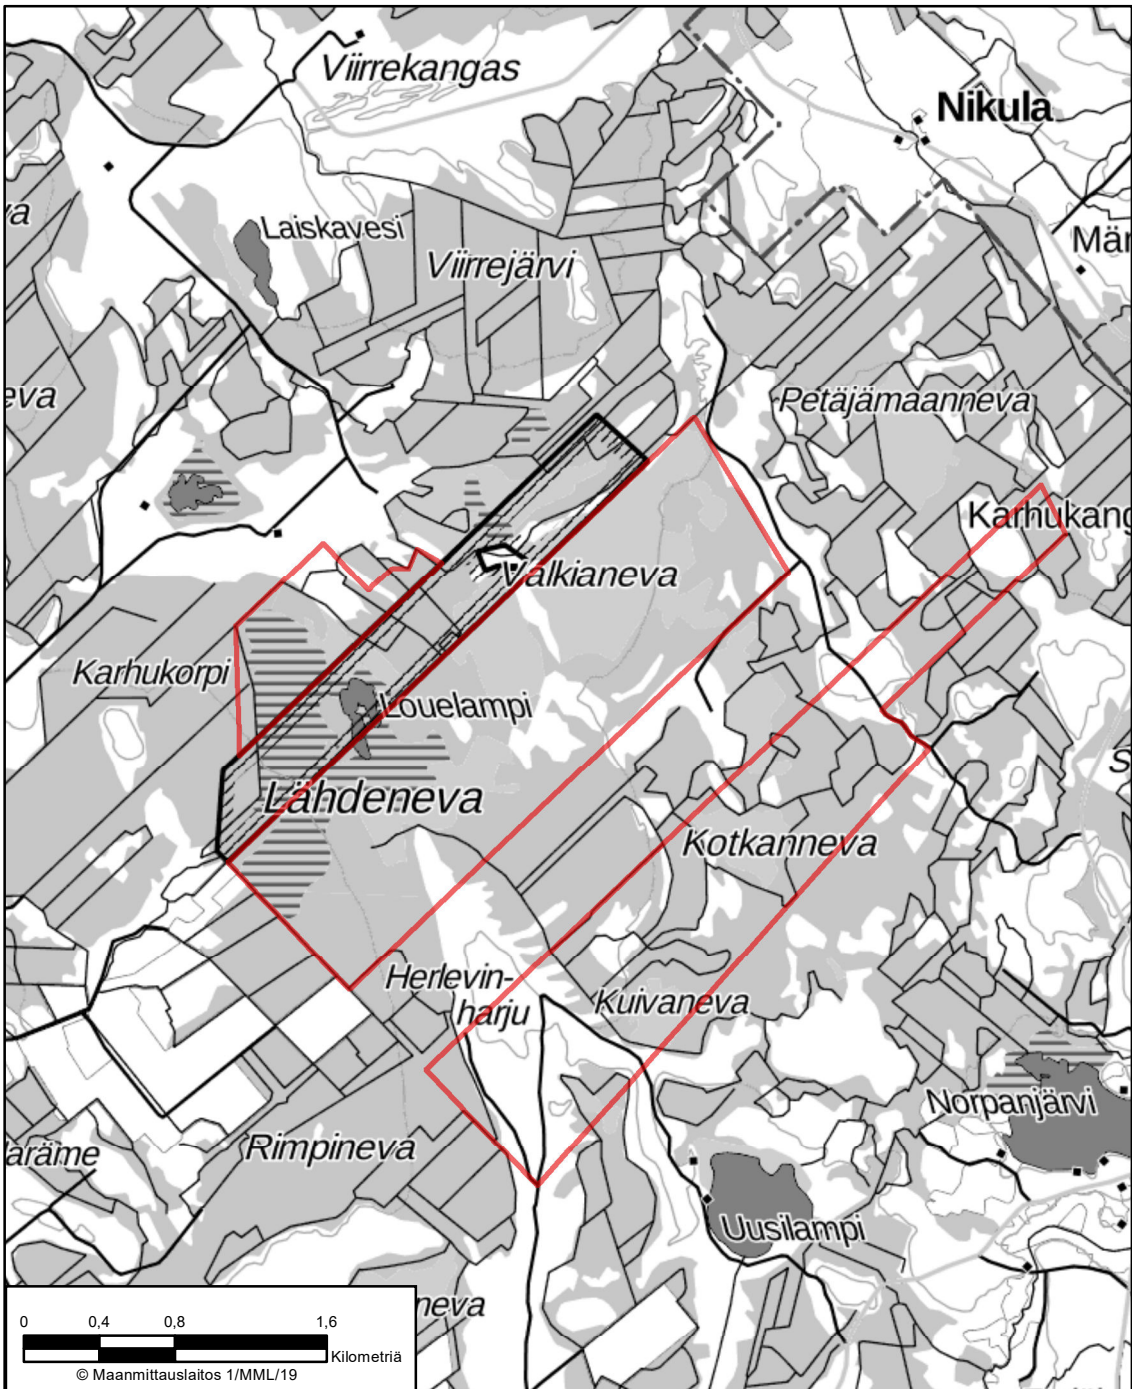 Viirrekangas
Nikula
va
Laiskavesi
Mär
Viirrejärvi
eva
Petäjämaanneva
Karhukang
Valkianeva
Karhukorpi
Louelampi
S
Lähdeneva
Kotkanneva
Herlevin-
harju
Kuivaneva
Norpanjärvi
Rimpineva
aräme
Uusilampi
neva
0 0,4 0,8 1,6
Kilometriä
© Maanmittauslaitos 1/MML/19